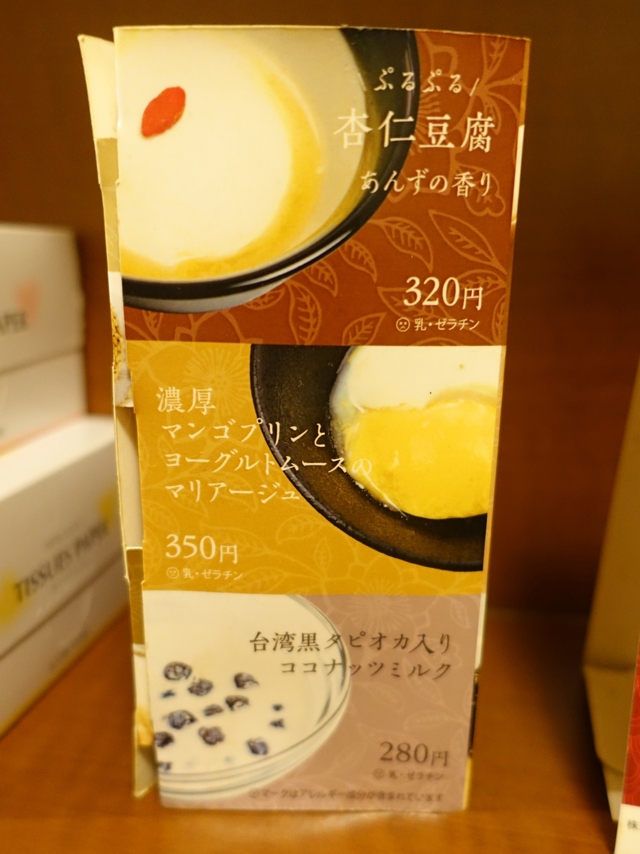 ぷるぷる/
杏仁豆腐
あんずの香り
320円
乳・ゼラチン
濃厚
マンゴプリンと
ヨーグルトムースの
マリアージュ
350円
乳・ゼラチン
台湾黒タピオカ入り
ココナッツミルク
280円
乳・ゼラチン
マークはアレルギー成分が含まれています
TISSUES PAPER
APER
株